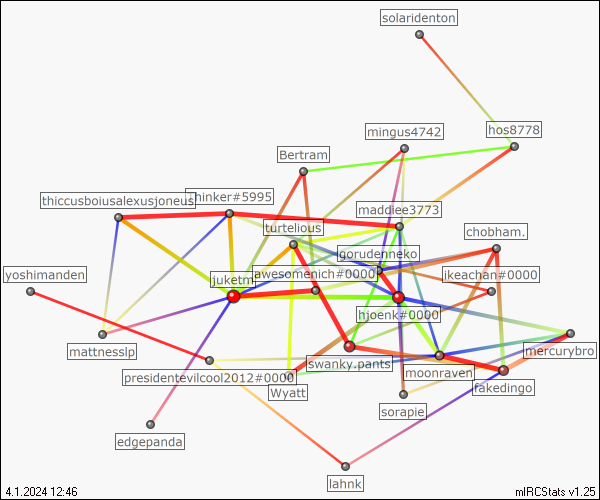 solaridenton
hos8778
mingus4742
Bertram
thinker#5995
thiccusboiusalexusjoneus
maddiee3773
turtelious
chobham.
gorudenneko
yoshimanden
juketm
awesomenich#0000
ikeachan#0000
hjoenk#0000
mattnesslp
mercurybro
swanky.pants
moonraven
presidentevilcool2012#0000
Wyatt
fakedingo
sorapie
edgepanda
lahnk
4.1.2024 12:46
mIRCStats v1.25